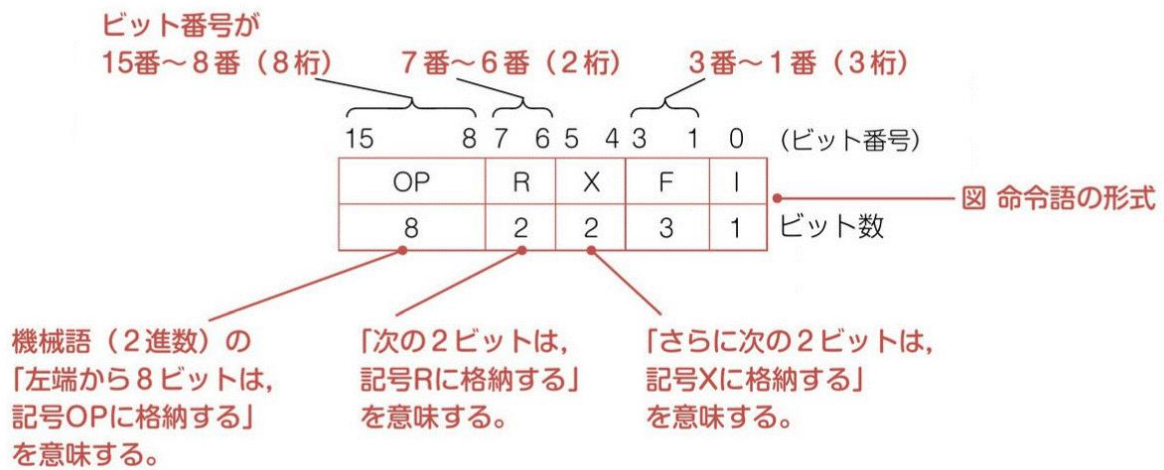 ビット番号が
15番～8番（8桁）
7番～6番（2桁）
3番～1番（3桁）
15 8 7 6 5 4 3 1 0 （ビット番号）
OP R X F I
8 2 2 3 1 ビット数
図 命令語の形式
機械語（2進数）の
「左端から8ビットは，
記号OPに格納する」
を意味する。
「次の2ビットは，
記号Rに格納する」
を意味する。
「さらに次の2ビットは，
記号Xに格納する」
を意味する。